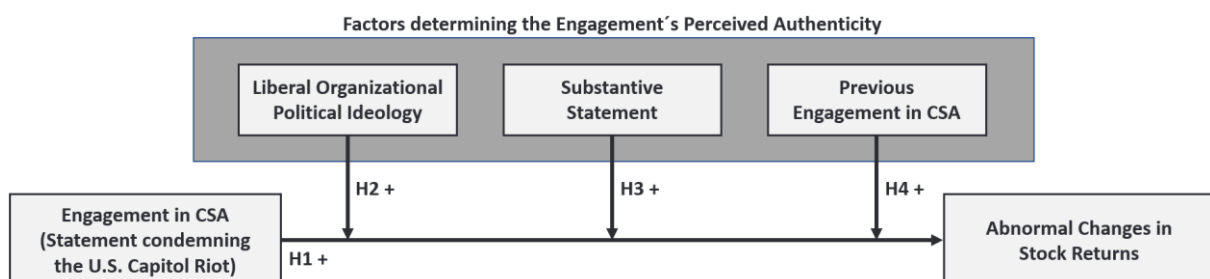 Factors determining the Engagement´s Perceived Authenticity
Liberal Organizational
Political Ideology
Substantive
Statement
Previous
Engagement in CSA
H2 +
H3 +
H4 +
Engagement in CSA
(Statement condemning
the U.S. Capitol Riot)
H1 +
Abnormal Changes in
Stock Returns